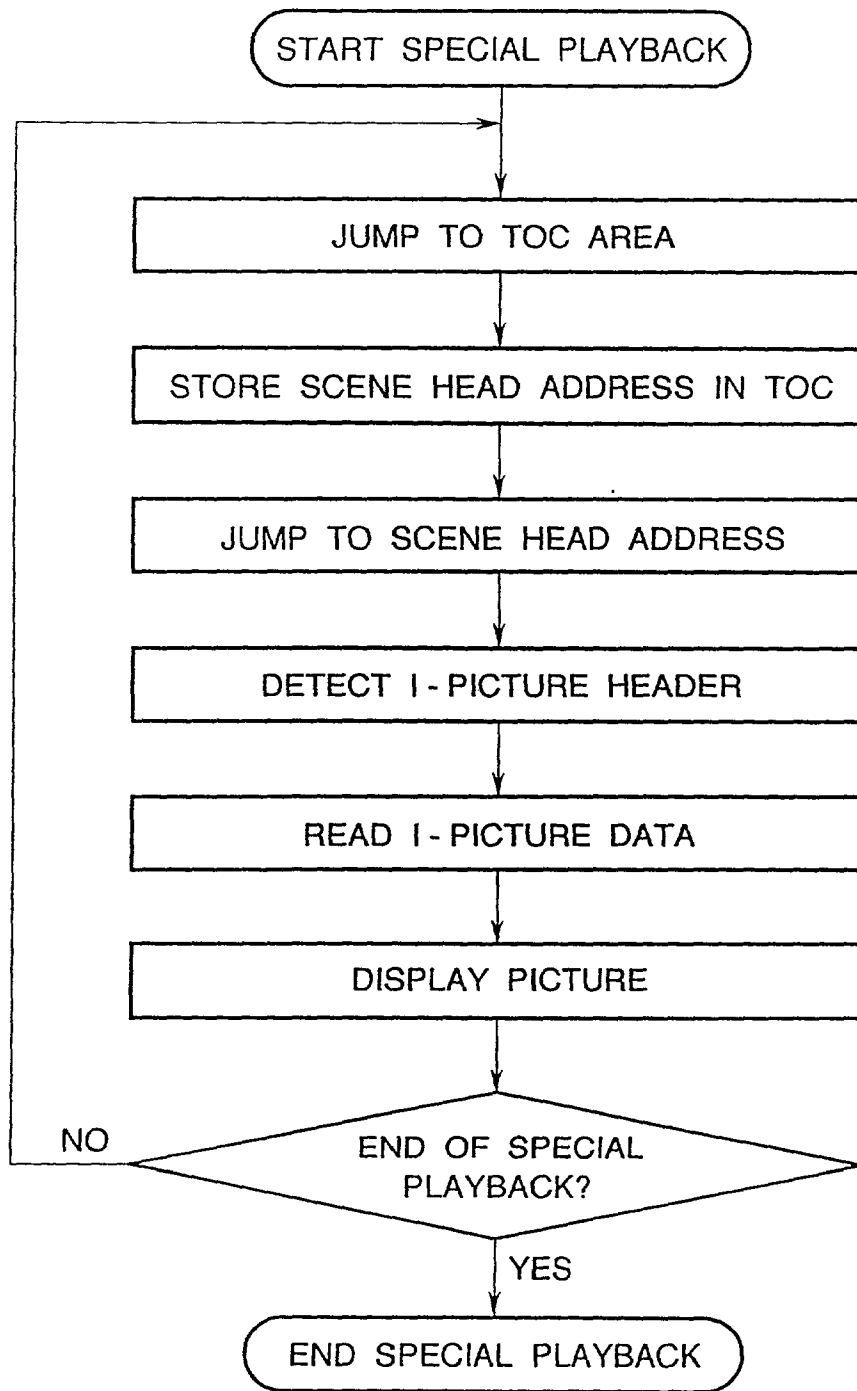 START SPECIAL PLAYBACK
JUMP TO TOC AREA
STORE SCENE HEAD ADDRESS IN TOC
JUMP TO SCENE HEAD ADDRESS
DETECT I-PICTURE HEADER
READ I-PICTURE DATA
DISPLAY PICTURE
NO
END OF SPECIAL
PLAYBACK?
YES
END SPECIAL PLAYBACK